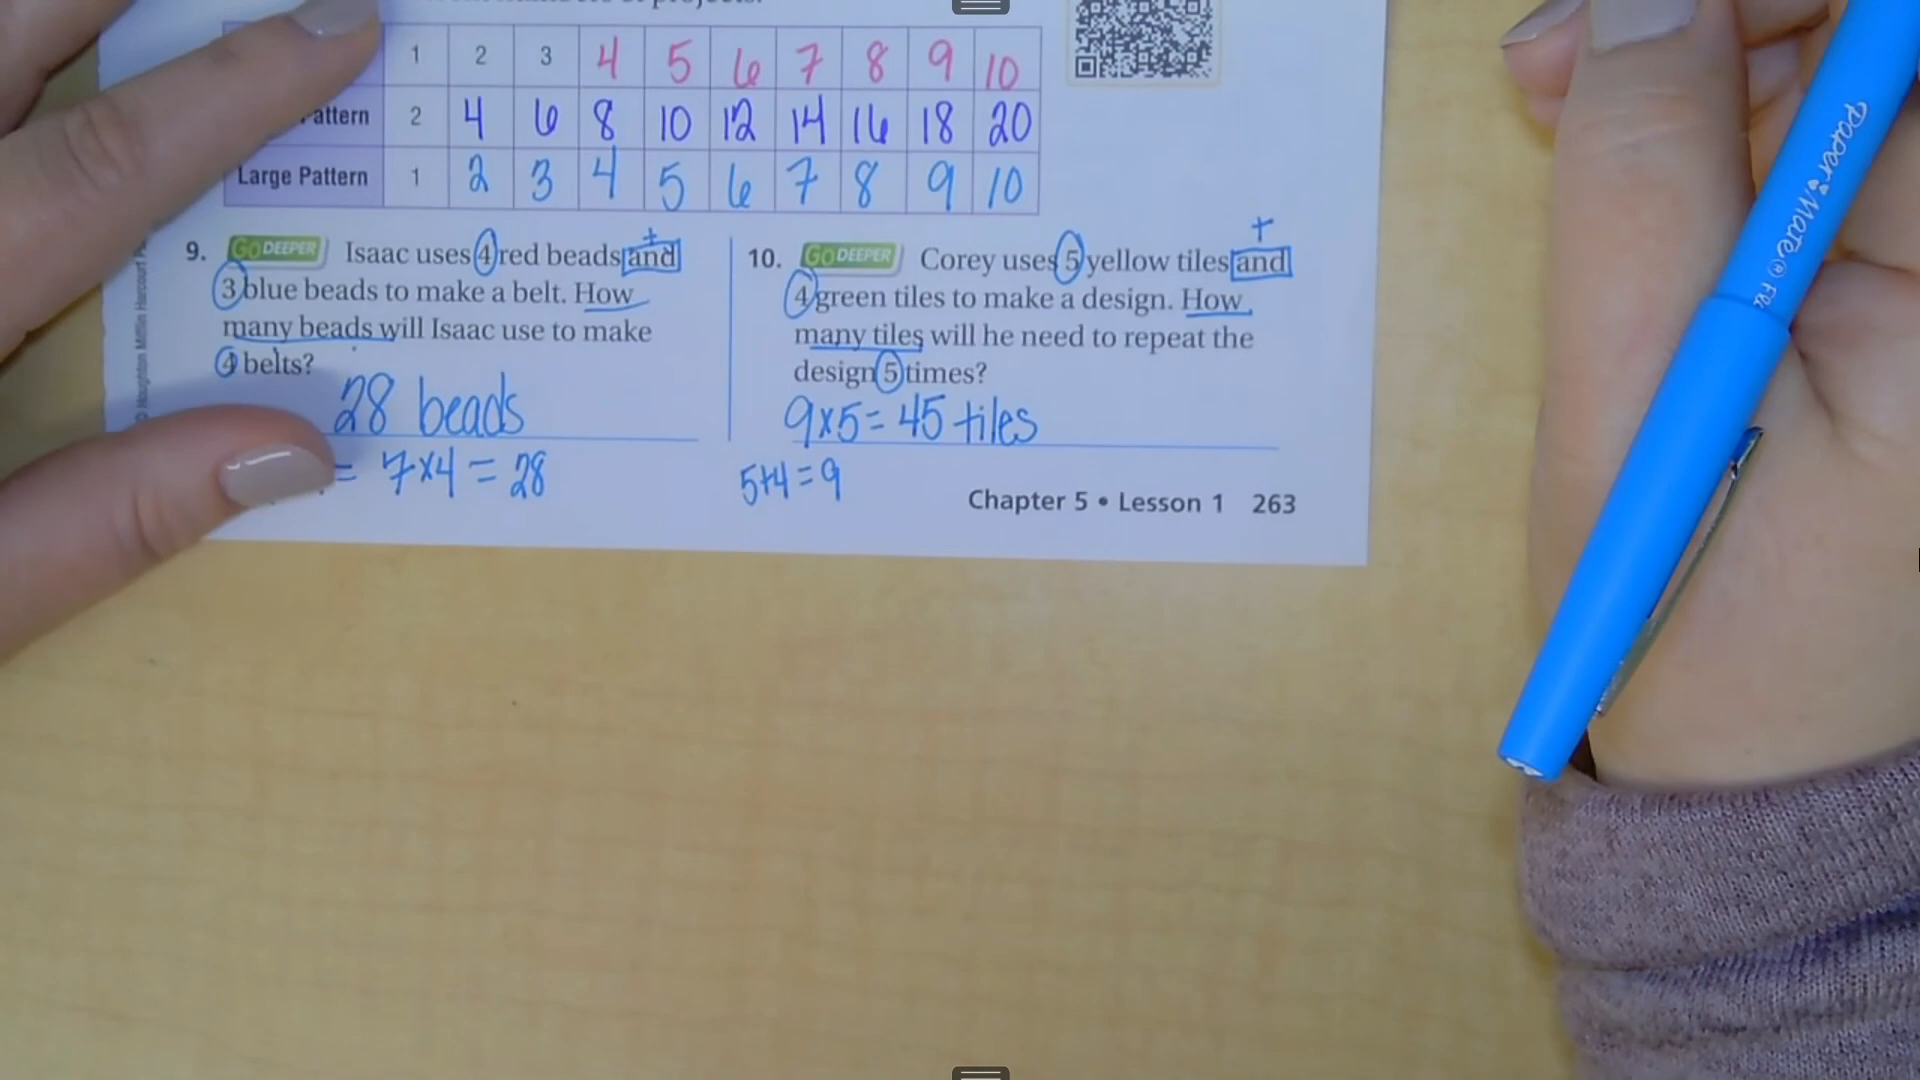 1 2 3 4 5 6 7 8 9 10
attern 2 4 6 8 10 12 14 16 18 20
Large Pattern 1 2 3 4 5 6 7 8 9 10
+
9. GO DEEPER Isaac uses 4 red beads and
3 blue beads to make a belt. How
many beads will Isaac use to make
4 belts?
28 beads
= 7x4 = 28
+
10. GO DEEPER Corey uses 5 yellow tiles and
4 green tiles to make a design. How
many tiles will he need to repeat the
design 5 times?
9x5 = 45 tiles
5+4 = 9
Chapter 5 • Lesson 1 263
© Houghton Mifflin Harcourt
Paper Mate®